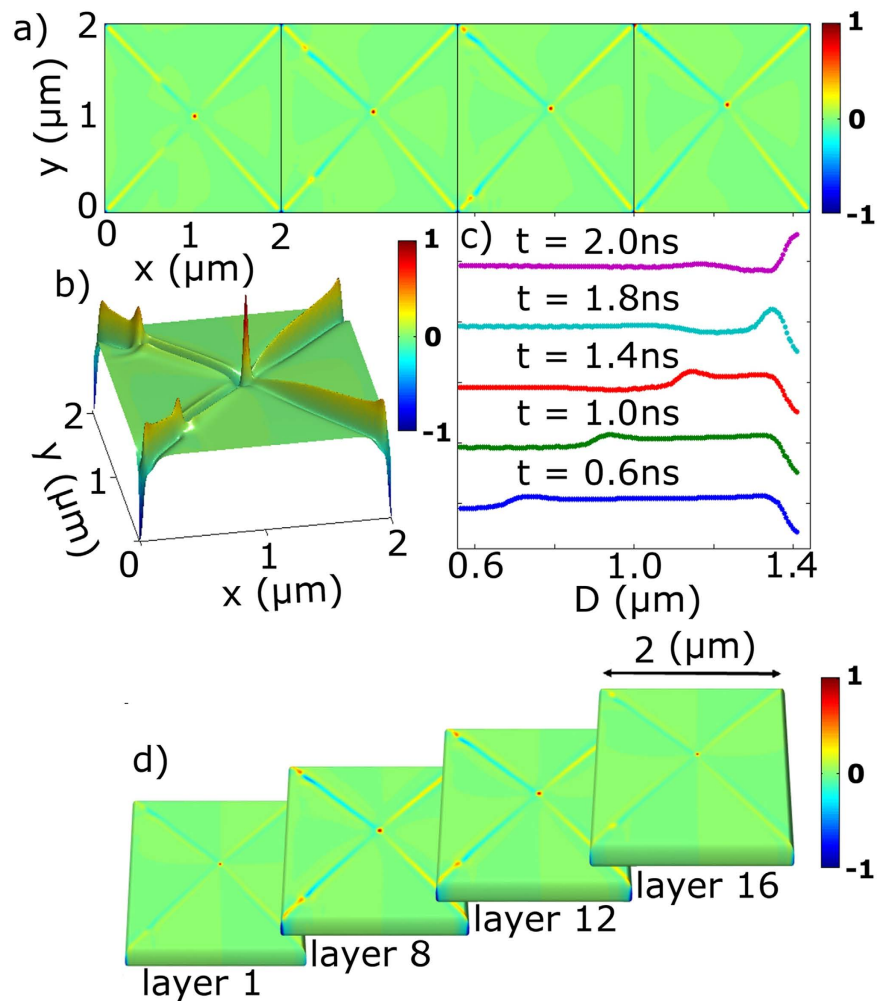 a)
2
1
0
y (µm)
0
1
2
x (µm)
1
0
-1
b)
1
0
-1
2
1
0
y (µm)
0
1
2
x (µm)
c)
t = 2.0ns
t = 1.8ns
t = 1.4ns
t = 1.0ns
t = 0.6ns
0.6
1.0
1.4
D (µm)
d)
2 (µm)
layer 1
layer 8
layer 12
layer 16
1
0
-1